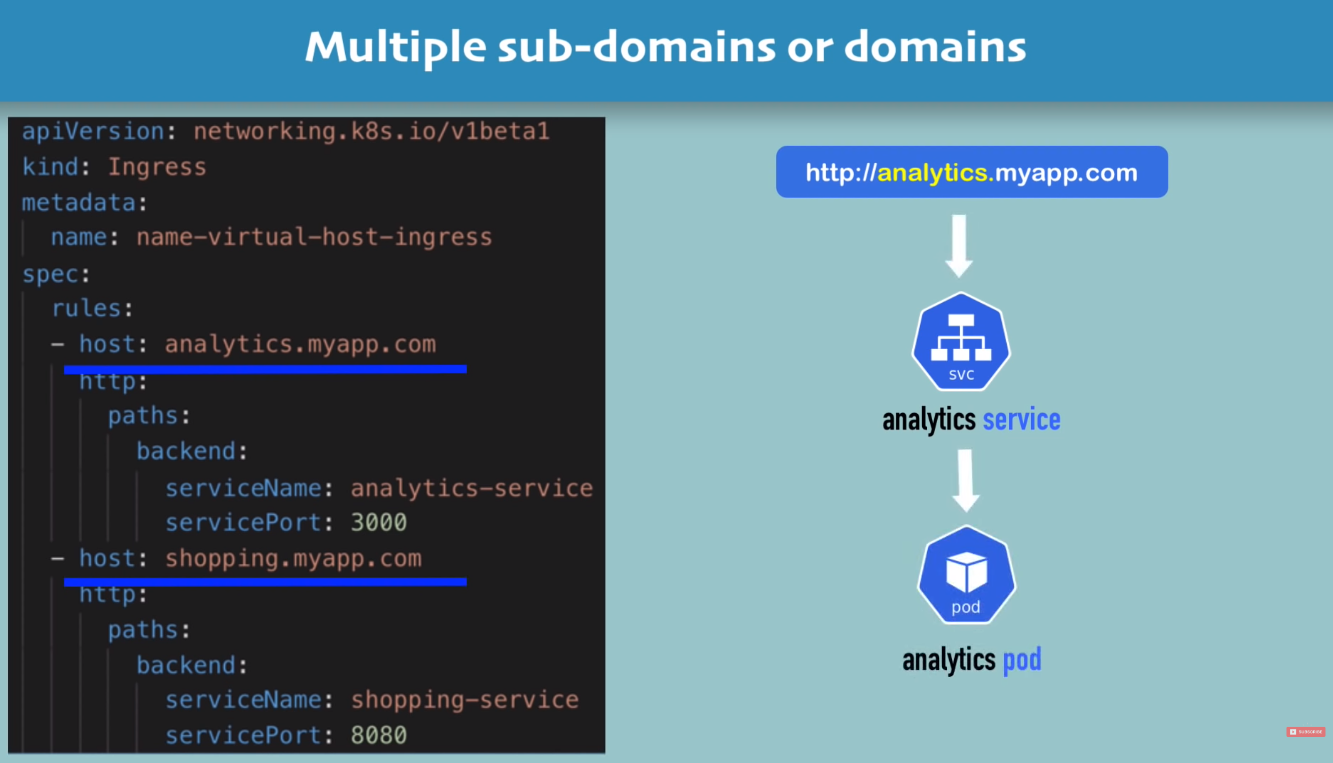 Multiple sub-domains or domains
apiVersion: networking.k8s.io/v1beta1
kind: Ingress
metadata:
  name: name-virtual-host-ingress
spec:
  rules:
  - host: analytics.myapp.com
    http:
      paths:
        backend:
          serviceName: analytics-service
          servicePort: 3000
  - host: shopping.myapp.com
    http:
      paths:
        backend:
          serviceName: shopping-service
          servicePort: 8080
http://analytics.myapp.com
svc
analytics service
pod
analytics pod
SUBSCRIBE